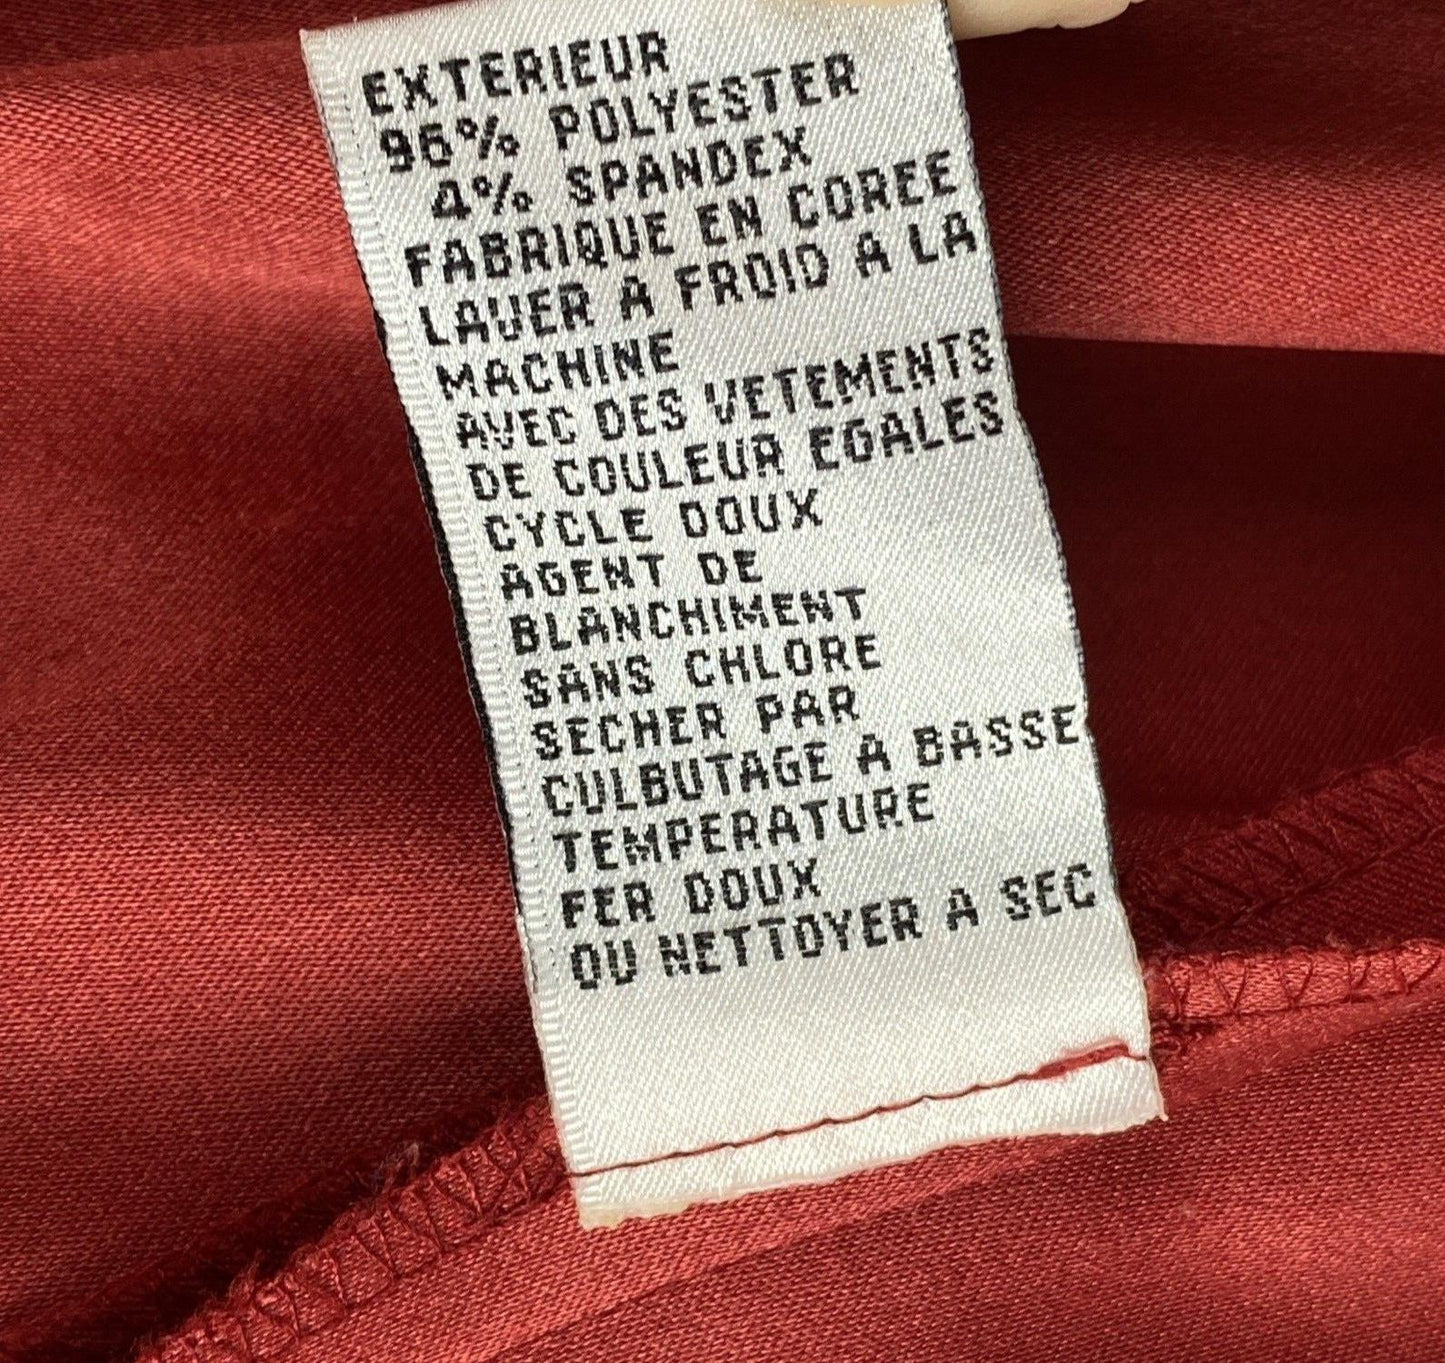 EXTERIEUR
96% POLYESTER
4% SPANDEX
FABRIQUE EN COREE
LAVER A FROID A LA
MACHINE
AVEC DES VETEMENTS
DE COULEUR EGALES
CYCLE DOUX
AGENT DE
BLANCHIMENT
SANS CHLORE
SECHER PAR
CULBUTAGE A BASSE
TEMPERATURE
FER DOUX
OU NETTOYER A SEC